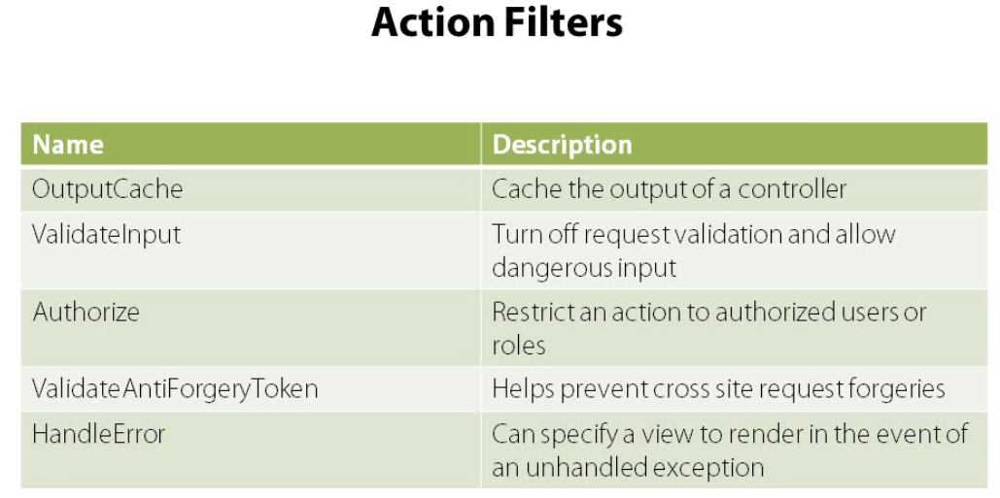 Action Filters
Name Description
OutputCache Cache the output of a controller
ValidateInput Turn off request validation and allow
dangerous input
Authorize Restrict an action to authorized users or
roles
ValidateAntiForgeryToken Helps prevent cross site request forgeries
HandleError Can specify a view to render in the event of
an unhandled exception